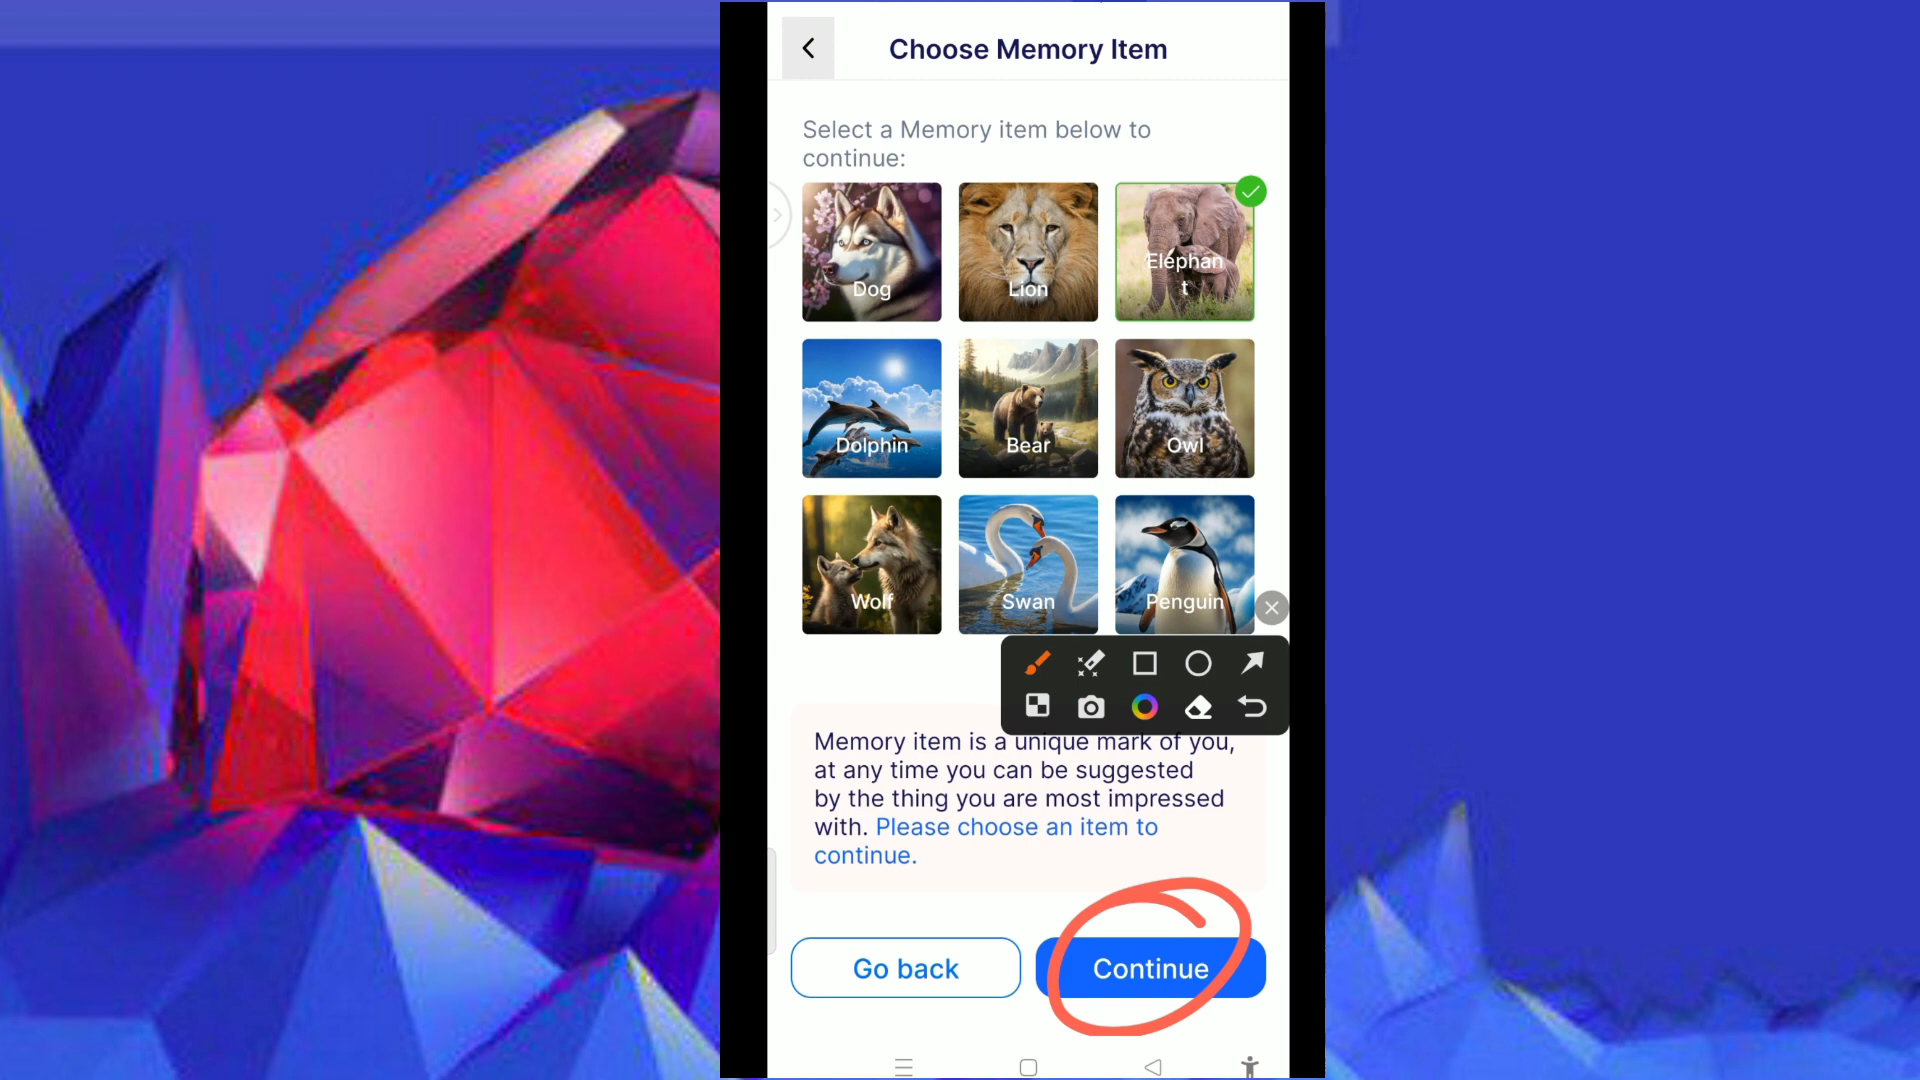 Choose Memory Item
Select a Memory item below to
continue:
Dog
Lion
Elephan
t
Dolphin
Bear
Owl
Wolf
Swan
Penguin
Memory item is a unique mark of you,
at any time you can be suggested
by the thing you are most impressed
with. Please choose an item to
continue.
Go back
Continue